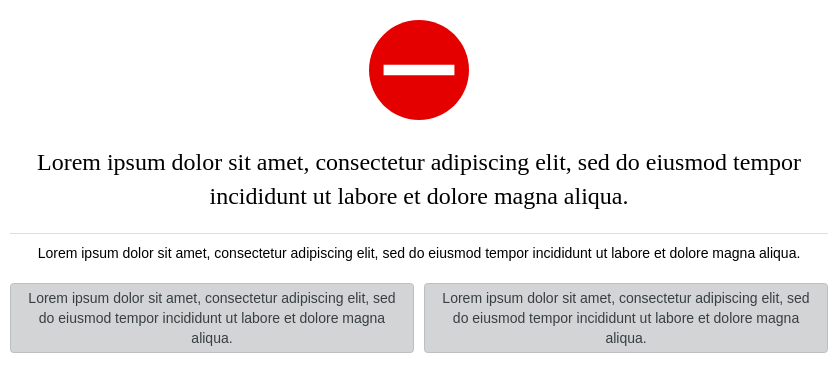 Lorem ipsum dolor sit amet, consectetur adipiscing elit, sed do eiusmod tempor
incididunt ut labore et dolore magna aliqua.
Lorem ipsum dolor sit amet, consectetur adipiscing elit, sed do eiusmod tempor incididunt ut labore et dolore magna aliqua.
Lorem ipsum dolor sit amet, consectetur adipiscing elit, sed
do eiusmod tempor incididunt ut labore et dolore magna
aliqua.
Lorem ipsum dolor sit amet, consectetur adipiscing elit, sed
do eiusmod tempor incididunt ut labore et dolore magna
aliqua.